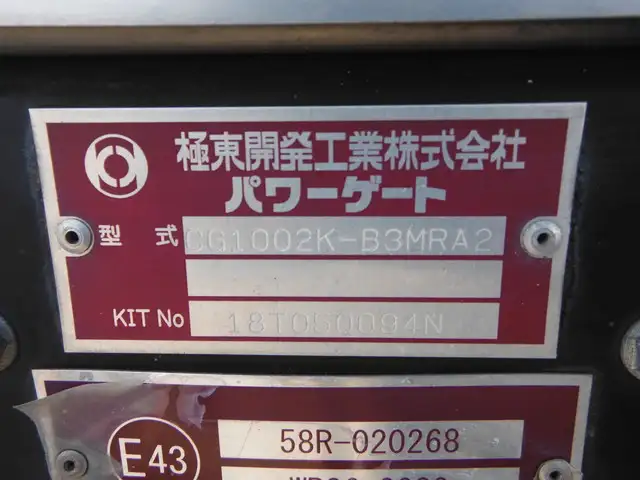 極東開発工業株式会社
パワーゲート
型式 CG1002K-B3MRA2
KIT No 18T050094N
E43 58R-020268